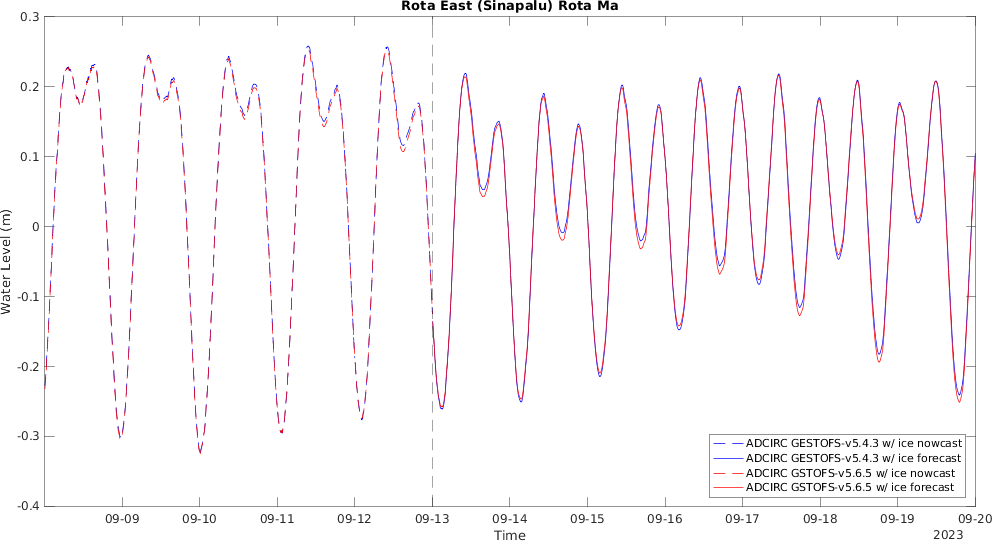 Rota East (Sinapalu) Rota Ma
0.3
0.2
0.1
0
-0.1
-0.2
-0.3
-0.4
Water Level (m)
ADCIRC GESTOFS-v5.4.3 w/ ice nowcast
ADCIRC GESTOFS-v5.4.3 w/ ice forecast
ADCIRC GSTOFS-v5.6.5 w/ ice nowcast
ADCIRC GSTOFS-v5.6.5 w/ ice forecast
09-09 09-10 09-11 09-12 09-13 09-14 09-15 09-16 09-17 09-18 09-19 09-20
Time
2023